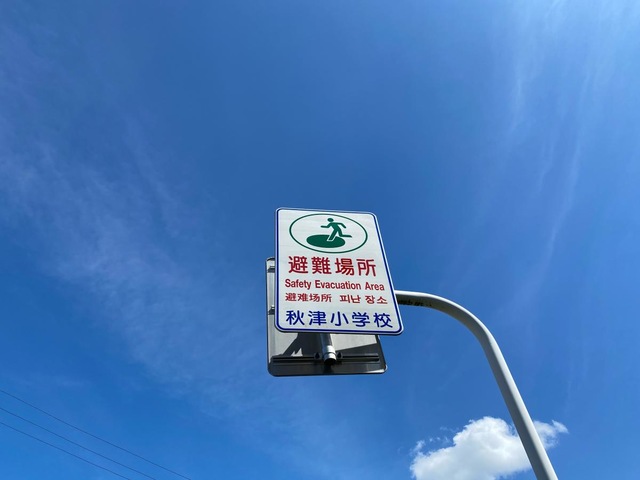 避難場所
Safety Evacuation Area
避难场所 피난 장소
秋津小学校